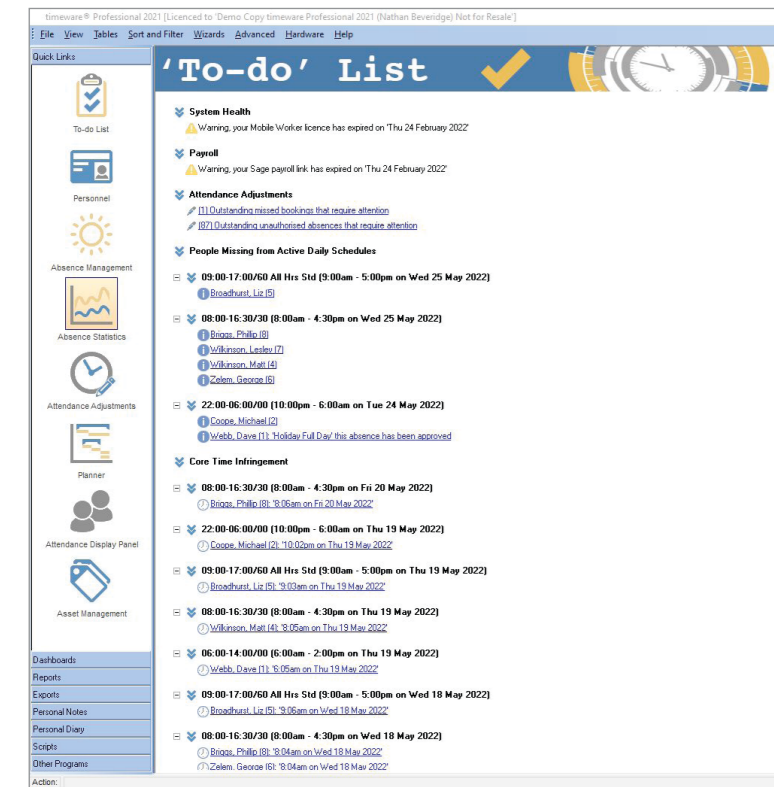 timeware® Professional 2021 [Licenced to 'Demo Copy timeware Professional 2021 (Nathan Beveridge) Not for Resale']
File View Tables Sort and Filter Wizards Advanced Hardware Help
Quick Links
To-do List
Personnel
Absence Management
Absence Statistics
Attendance Adjustments
Planner
Attendance Display Panel
Asset Management
Dashboards
Reports
Exports
Personal Notes
Personal Diary
Scripts
Other Programs
Action:
'To-do' List
System Health
Warning, your Mobile Worker licence has expired on 'Thu 24 February 2022'
Payroll
Warning, your Sage payroll link has expired on 'Thu 24 February 2022'
Attendance Adjustments
[1] Outstanding missed bookings that require attention
[87] Outstanding unauthorised absences that require attention
People Missing from Active Daily Schedules
09:00-17:00/60 All Hrs Std (9:00am - 5:00pm on Wed 25 May 2022)
Broadhurst, Liz [5]
08:00-16:30/30 (8:00am - 4:30pm on Wed 25 May 2022)
Briggs, Phillip [8]
Wilkinson, Lesley [7]
Wilkinson, Matt [4]
Zelem, George [6]
22:00-06:00/00 (10:00pm - 6:00am on Tue 24 May 2022)
Coope, Michael [2]
Webb, Dave [1]: 'Holiday Full Day' this absence has been approved
Core Time Infringement
08:00-16:30/30 (8:00am - 4:30pm on Fri 20 May 2022)
Briggs, Phillip [8]: '8:06am on Fri 20 May 2022'
22:00-06:00/00 (10:00pm - 6:00am on Thu 19 May 2022)
Coope, Michael [2]: '10:02pm on Thu 19 May 2022'
09:00-17:00/60 All Hrs Std (9:00am - 5:00pm on Thu 19 May 2022)
Broadhurst, Liz [5]: '9:03am on Thu 19 May 2022'
08:00-16:30/30 (8:00am - 4:30pm on Thu 19 May 2022)
Wilkinson, Matt [4]: '8:05am on Thu 19 May 2022'
06:00-14:00/00 (6:00am - 2:00pm on Thu 19 May 2022)
Webb, Dave [1]: '6:05am on Thu 19 May 2022'
09:00-17:00/60 All Hrs Std (9:00am - 5:00pm on Wed 18 May 2022)
Broadhurst, Liz [5]: '9:06am on Wed 18 May 2022'
08:00-16:30/30 (8:00am - 4:30pm on Wed 18 May 2022)
Briggs, Phillip [8]: '8:04am on Wed 18 May 2022'
Zelem, George [6]: '8:04am on Wed 18 May 2022'